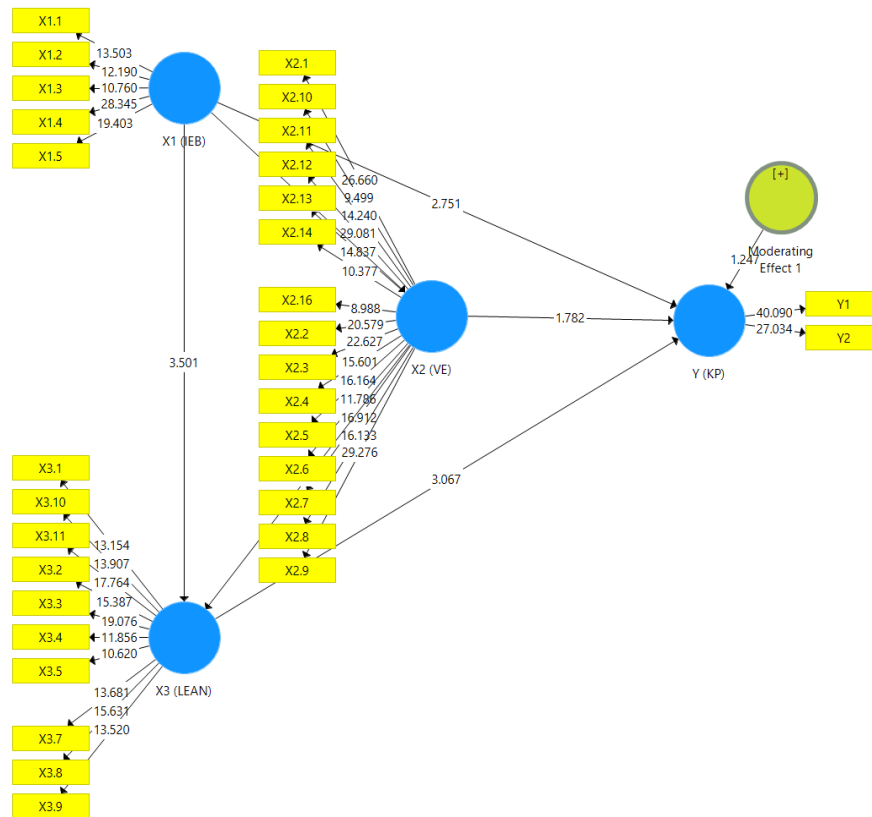 X1.1
X1.2
X1.3
X1.4
X1.5
13.503
12.190
10.760
28.345
19.403
X1 (IEB)
X2.1
X2.10
X2.11
X2.12
X2.13
X2.14
26.660
9.499
14.240
29.081
14.837
10.377
2.751
[+]
Moderating
Effect 1
1.247
X2.16
X2.2
X2.3
X2.4
X2.5
X2.6
X2.7
X2.8
X2.9
8.988
20.579
22.627
15.601
16.164
11.786
16.912
16.133
29.276
X2 (VE)
1.782
40.090
27.034
Y1
Y2
Y (KP)
3.501
3.067
X3.1
X3.10
X3.11
X3.2
X3.3
X3.4
X3.5
X3.7
X3.8
X3.9
13.154
13.907
17.764
15.387
19.076
11.856
10.620
13.681
15.631
13.520
X3 (LEAN)